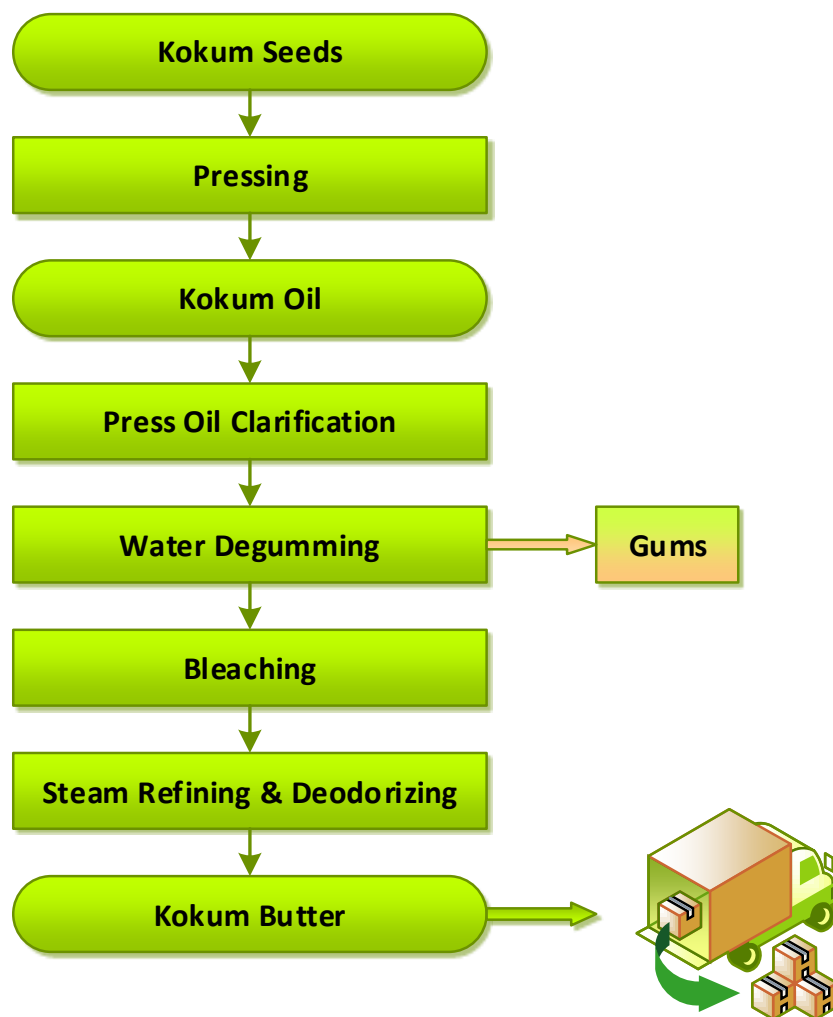 Kokum Seeds
Pressing
Kokum Oil
Press Oil Clarification
Water Degumming
Gums
Bleaching
Steam Refining & Deodorizing
Kokum Butter